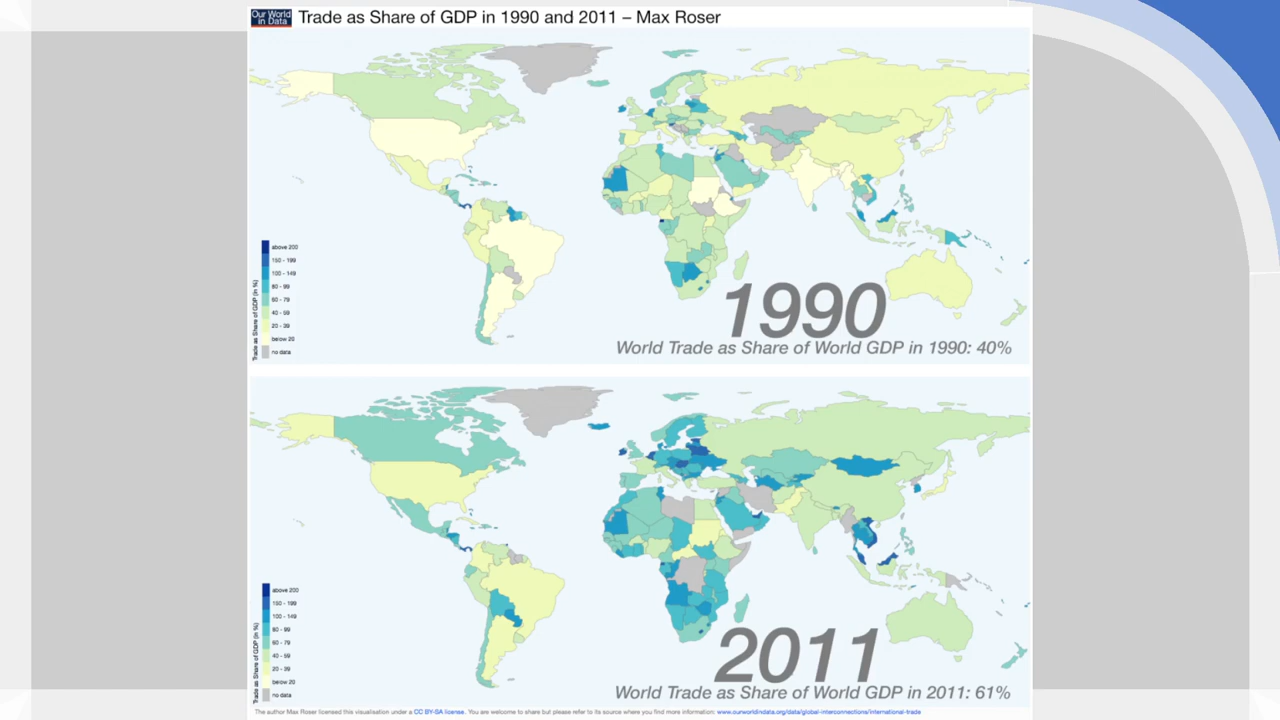 Our World
in Data
Trade as Share of GDP in 1990 and 2011 – Max Roser
Trade as Share of GDP (in %)
above 200
150 - 199
100 - 149
80 - 99
60 - 79
40 - 59
20 - 39
below 20
no data
1990
World Trade as Share of World GDP in 1990: 40%
Trade as Share of GDP (in %)
above 200
150 - 199
100 - 149
80 - 99
60 - 79
40 - 59
20 - 39
below 20
no data
2011
World Trade as Share of World GDP in 2011: 61%
The author Max Roser licensed this visualisation under a CC BY-SA license. You are welcome to share but please refer to its source where you find more information: www.ourworldindata.org/data/global-interconnections/international-trade